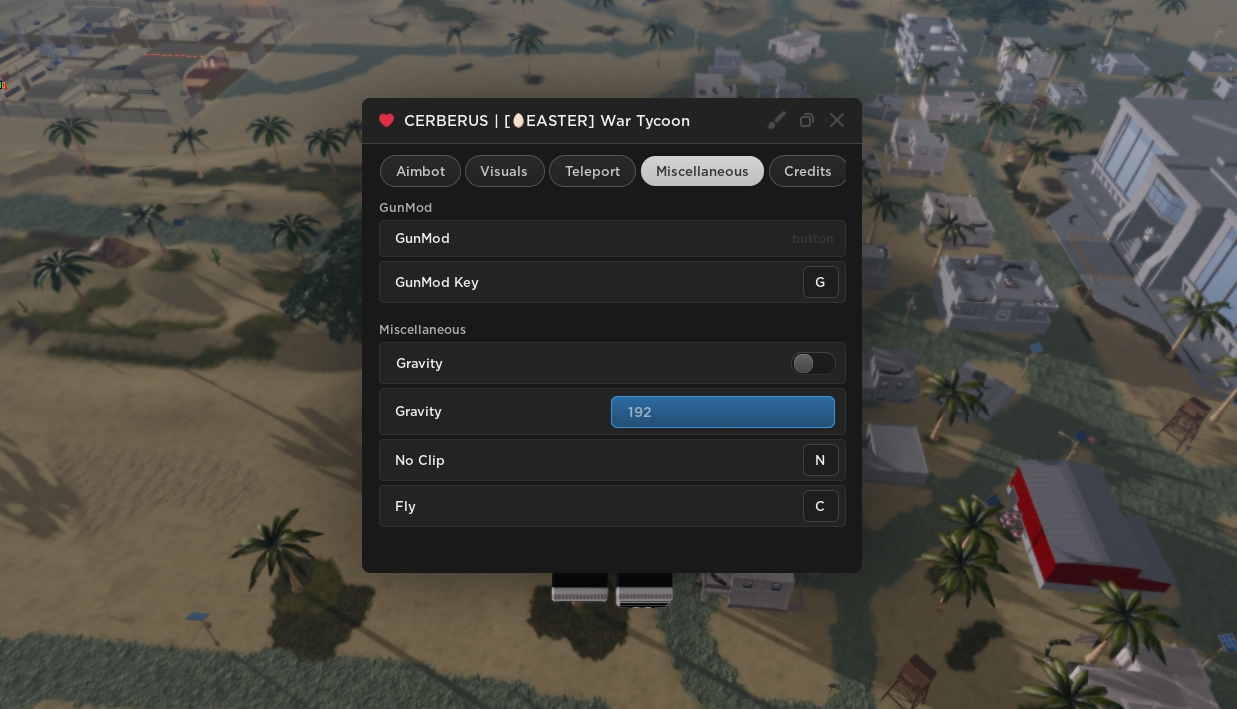 CERBERUS | [🥚EASTER] War Tycoon
Aimbot Visuals Teleport Miscellaneous Credits
GunMod
GunMod button
GunMod Key G
Miscellaneous
Gravity
Gravity 192
No Clip N
Fly C